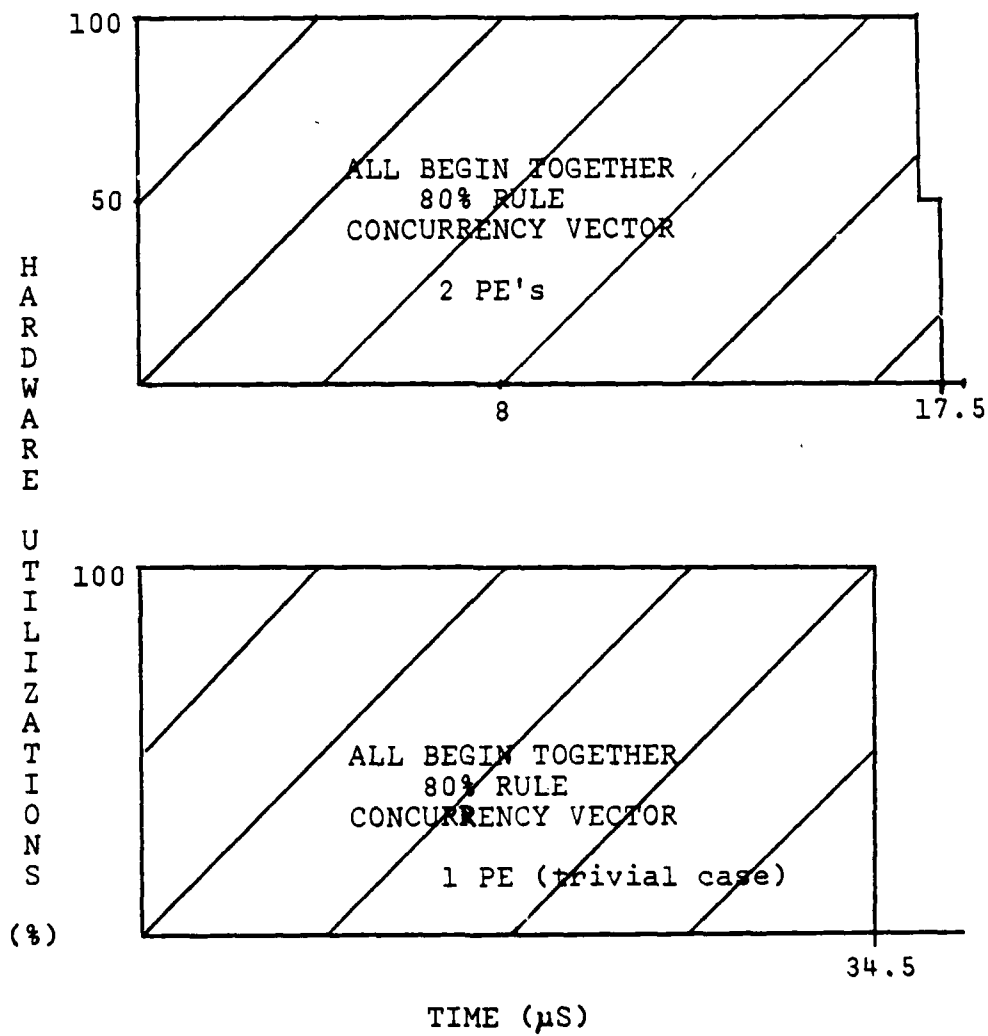 100
ALL BEGIN TOGETHER
50
80% RULE
CONCURRENCY VECTOR
2 PE's
8
17.5
HARDWARE UTILIZATIONS (%)
100
ALL BEGIN TOGETHER
80% RULE
CONCURRENCY VECTOR
1 PE (trivial case)
34.5
TIME (µS)